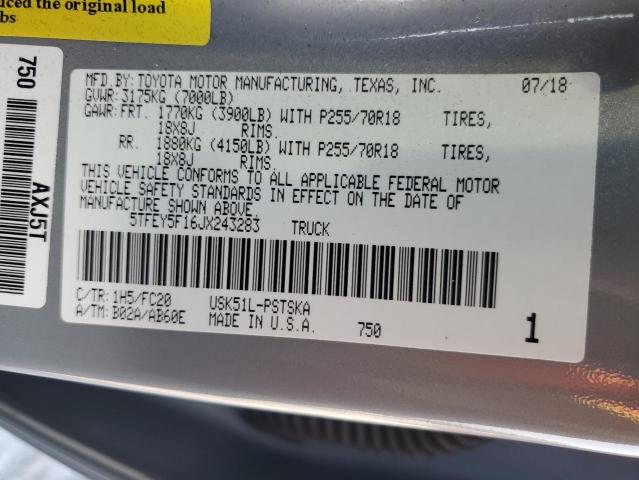 uced the original load
bs
750
AXJ5T
MFD.BY:TOYOTA MOTOR MANUFACTURING, TEXAS, INC. 07/18
GVWR:3175KG (7000LB)
GAWR:FRT. 1770KG (3900LB) WITH P255/70R18 TIRES,
18X8J RIMS.
RR. 1880KG (4150LB) WITH P255/70R18 TIRES,
18X8J RIMS.
THIS VEHICLE CONFORMS TO ALL APPLICABLE FEDERAL MOTOR
VEHICLE SAFETY STANDARDS IN EFFECT ON THE DATE OF
MANUFACTURE SHOWN ABOVE.
5TFEY5F16JX243283 TRUCK
C/TR:1H5/FC20 USK51L-PSTSKA
A/TM:B02A/AB60E MADE IN U.S.A. 750 1